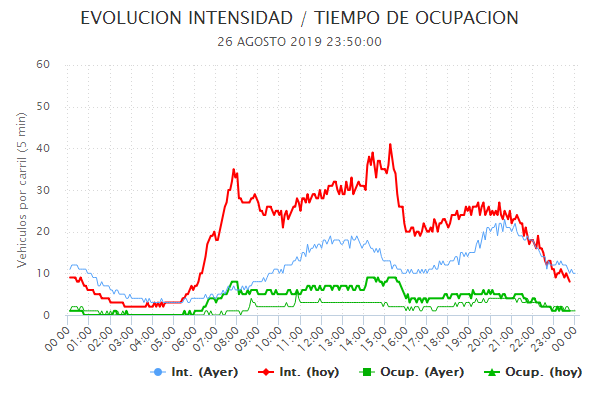 EVOLUCION INTENSIDAD / TIEMPO DE OCUPACION
26 AGOSTO 2019 23:50:00
Vehiculos por carril (5 min)
60
50
40
30
20
10
0
00:00 01:00 02:00 03:00 04:00 05:00 06:00 07:00 08:00 09:00 10:00 11:00 12:00 13:00 14:00 15:00 16:00 17:00 18:00 19:00 20:00 21:00 22:00 23:00 00:00
Int. (Ayer) Int. (hoy) Ocup. (Ayer) Ocup. (hoy)